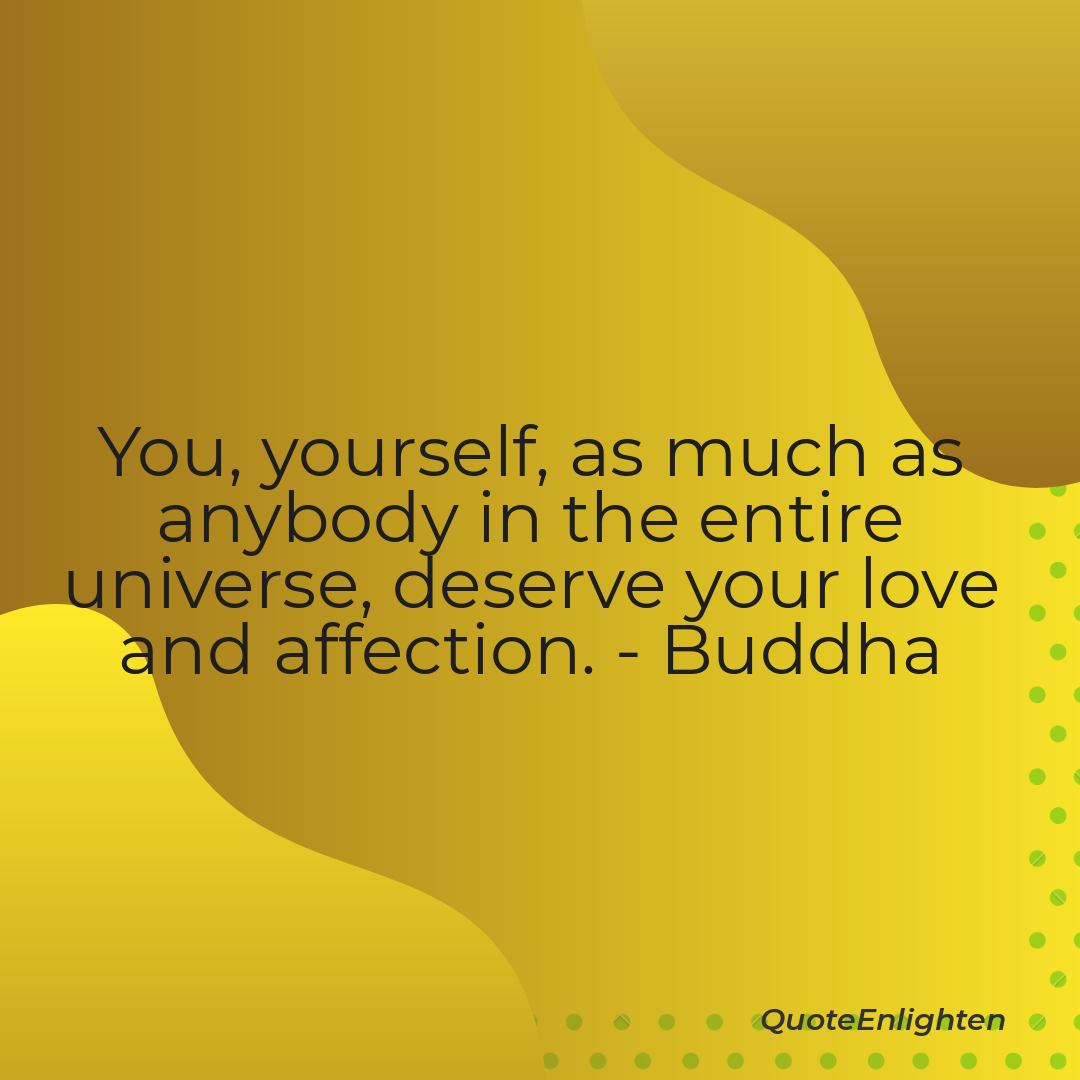 You, yourself, as much as
anybody in the entire
universe, deserve your love
and affection. - Buddha
QuoteEnlighten